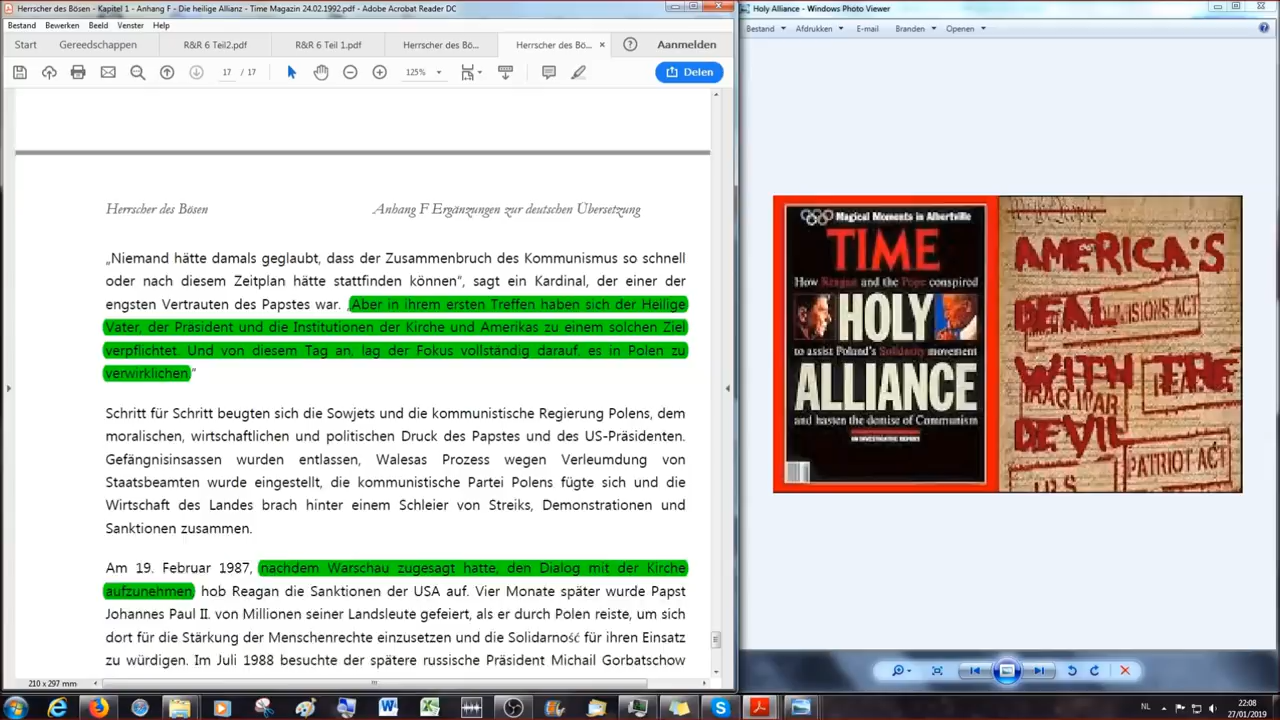 Herrscher des Bösen - Kapitel 1 - Anhang F - Die heilige Allianz - Time Magazin 24.02.1992.pdf - Adobe Acrobat Reader DC
Bestand Bewerken Beeld Venster Help
Start Gereedschappen R&R 6 Teil2.pdf R&R 6 Teil 1.pdf Herrscher des Bö... Herrscher des Bö... × Aanmelden
17 / 17 125% Delen
Herrscher des Bösen Anhang F Ergänzungen zur deutschen Übersetzung
„Niemand hätte damals geglaubt, dass der Zusammenbruch des Kommunismus so schnell
oder nach diesem Zeitplan hätte stattfinden können“, sagt ein Kardinal, der einer der
engsten Vertrauten des Papstes war. „Aber in ihrem ersten Treffen haben sich der Heilige
Vater, der Präsident und die Institutionen der Kirche und Amerikas zu einem solchen Ziel
verpflichtet. Und von diesem Tag an, lag der Fokus vollständig darauf, es in Polen zu
verwirklichen.“
Schritt für Schritt beugten sich die Sowjets und die kommunistische Regierung Polens, dem
moralischen, wirtschaftlichen und politischen Druck des Papstes und des US-Präsidenten.
Gefängnisinsassen wurden entlassen, Walesas Prozess wegen Verleumdung von
Staatsbeamten wurde eingestellt, die kommunistische Partei Polens fügte sich und die
Wirtschaft des Landes brach hinter einem Schleier von Streiks, Demonstrationen und
Sanktionen zusammen.
Am 19. Februar 1987, nachdem Warschau zugesagt hatte, den Dialog mit der Kirche
aufzunehmen, hob Reagan die Sanktionen der USA auf. Vier Monate später wurde Papst
Johannes Paul II. von Millionen seiner Landsleute gefeiert, als er durch Polen reiste, um sich
dort für die Stärkung der Menschenrechte einzusetzen und die Solidarność für ihren Einsatz
zu würdigen. Im Juli 1988 besuchte der spätere russische Präsident Michail Gorbatschow
210 x 297 mm
Holy Alliance - Windows Photo Viewer
Bestand Afdrukken E-mail Branden Openen
Magical Moments in Albertville
TIME
How Reagan and the Pope conspired
HOLY
to assist Poland's Solidarity movement
ALLIANCE
and hasten the demise of Communism
AN INVESTIGATIVE REPORT
We the People
AMERICA'S
DEAL
WITH THE
IRAQ WAR
DEVIL
PATRIOT ACT
NL
22:08
27/01/2019